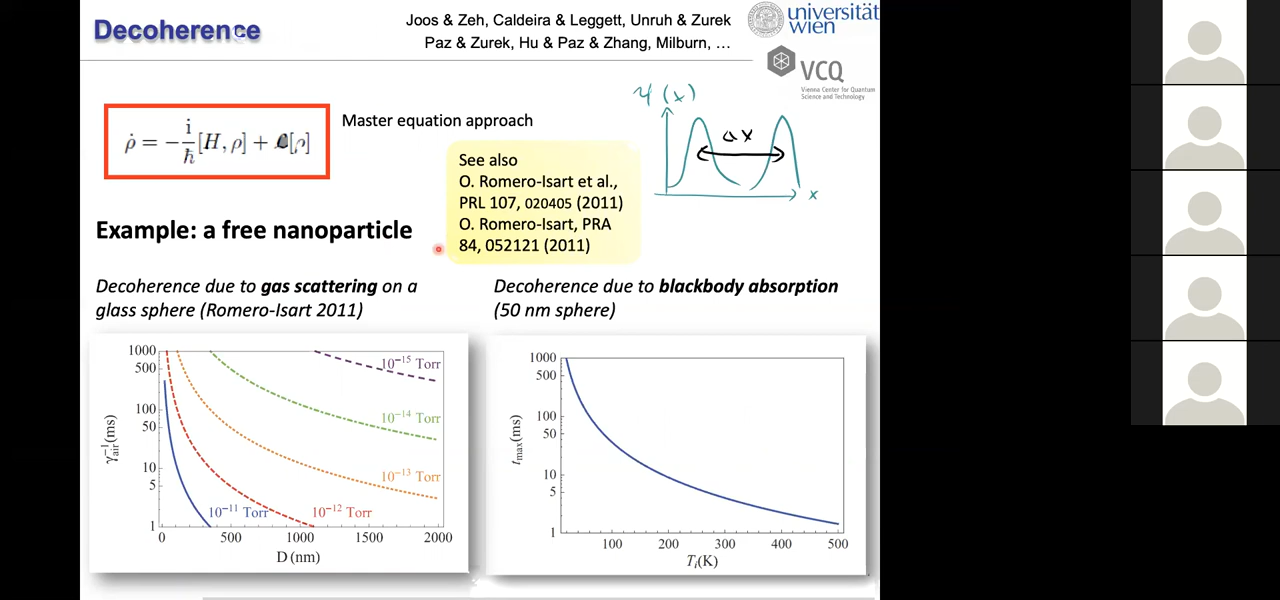 Decoherence
Joos & Zeh, Caldeira & Leggett, Unruh & Zurek
Paz & Zurek, Hu & Paz & Zhang, Milburn, …
universität
wien
VCQ
Vienna Center for Quantum
Science and Technology
ρ̇ = −i/ħ [H, ρ] + [ρ]
Master equation approach
ψ (x)
Δx
x
See also
O. Romero-Isart et al.,
PRL 107, 020405 (2011)
O. Romero-Isart, PRA
84, 052121 (2011)
Example: a free nanoparticle
Decoherence due to gas scattering on a
glass sphere (Romero-Isart 2011)
Decoherence due to blackbody absorption
(50 nm sphere)
1000
500
100
50
10
5
1
γ⁻¹air(ms)
10⁻¹⁵ Torr
10⁻¹⁴ Torr
10⁻¹³ Torr
10⁻¹¹ Torr
10⁻¹² Torr
0 500 1000 1500 2000
D (nm)
1000
500
100
50
10
5
1
tmax(ms)
100 200 300 400 500
Ti(K)